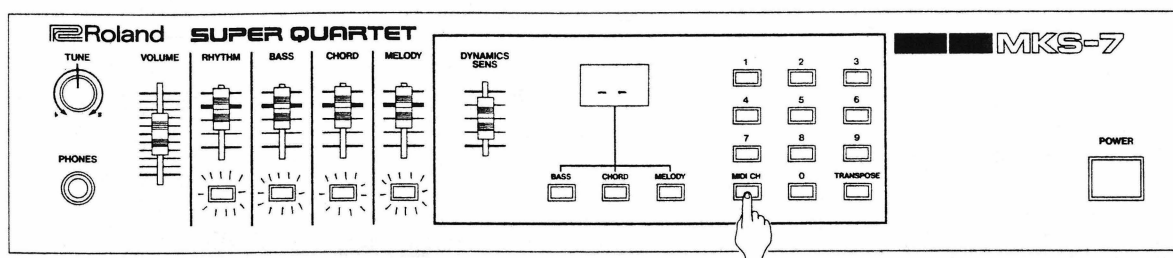 Roland SUPER QUARTET
MKS-7
TUNE VOLUME RHYTHM BASS CHORD MELODY DYNAMICS SENS
1 2 3
4 5 6
7 8 9
PHONES
POWER
BASS CHORD MELODY MIDI CH 0 TRANSPOSE
- -